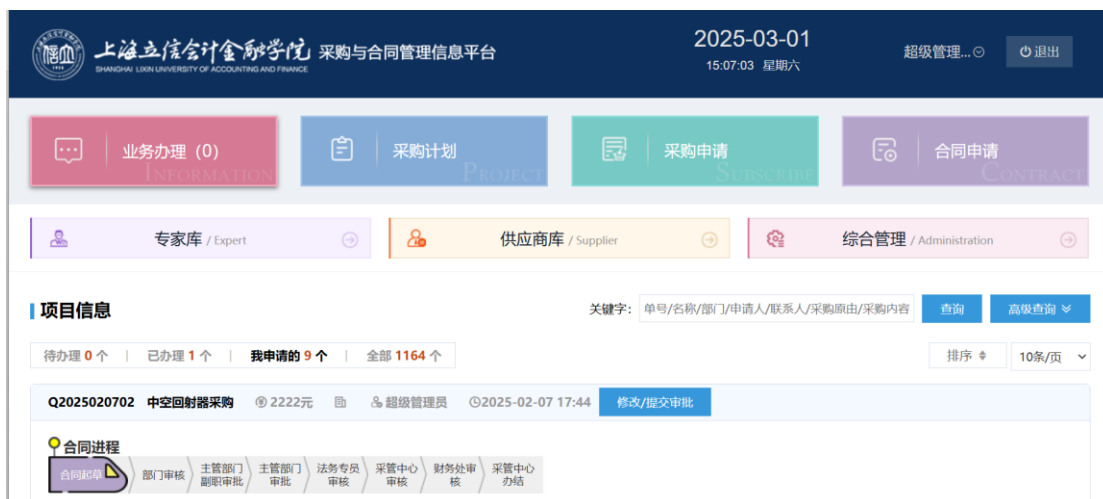 上海立信会计金融学院 采购与合同管理信息平台
SHANGHAI LIXIN UNIVERSITY OF ACCOUNTING AND FINANCE
2025-03-01
15:07:03 星期六
超级管理...
退出
业务办理（0）
INFORMATION
采购计划
PROJECT
采购申请
SUBSCRIBE
合同申请
CONTRACT
专家库 / Expert
供应商库 / Supplier
综合管理 / Administration
项目信息
关键字： 单号/名称/部门/申请人/联系人/采购原由/采购内容
查询
高级查询
待办理 0 个 | 已办理 1 个 | 我申请的 9 个 | 全部 1164 个
排序
10条/页
Q2025020702 中空回射器采购 2222元 超级管理员 2025-02-07 17:44 修改/提交审批
合同进程
合同起草
部门审核
主管部门
副职审批
主管部门
审批
法务专员
审核
采管中心
审核
财务处审
核
采管中心
办结